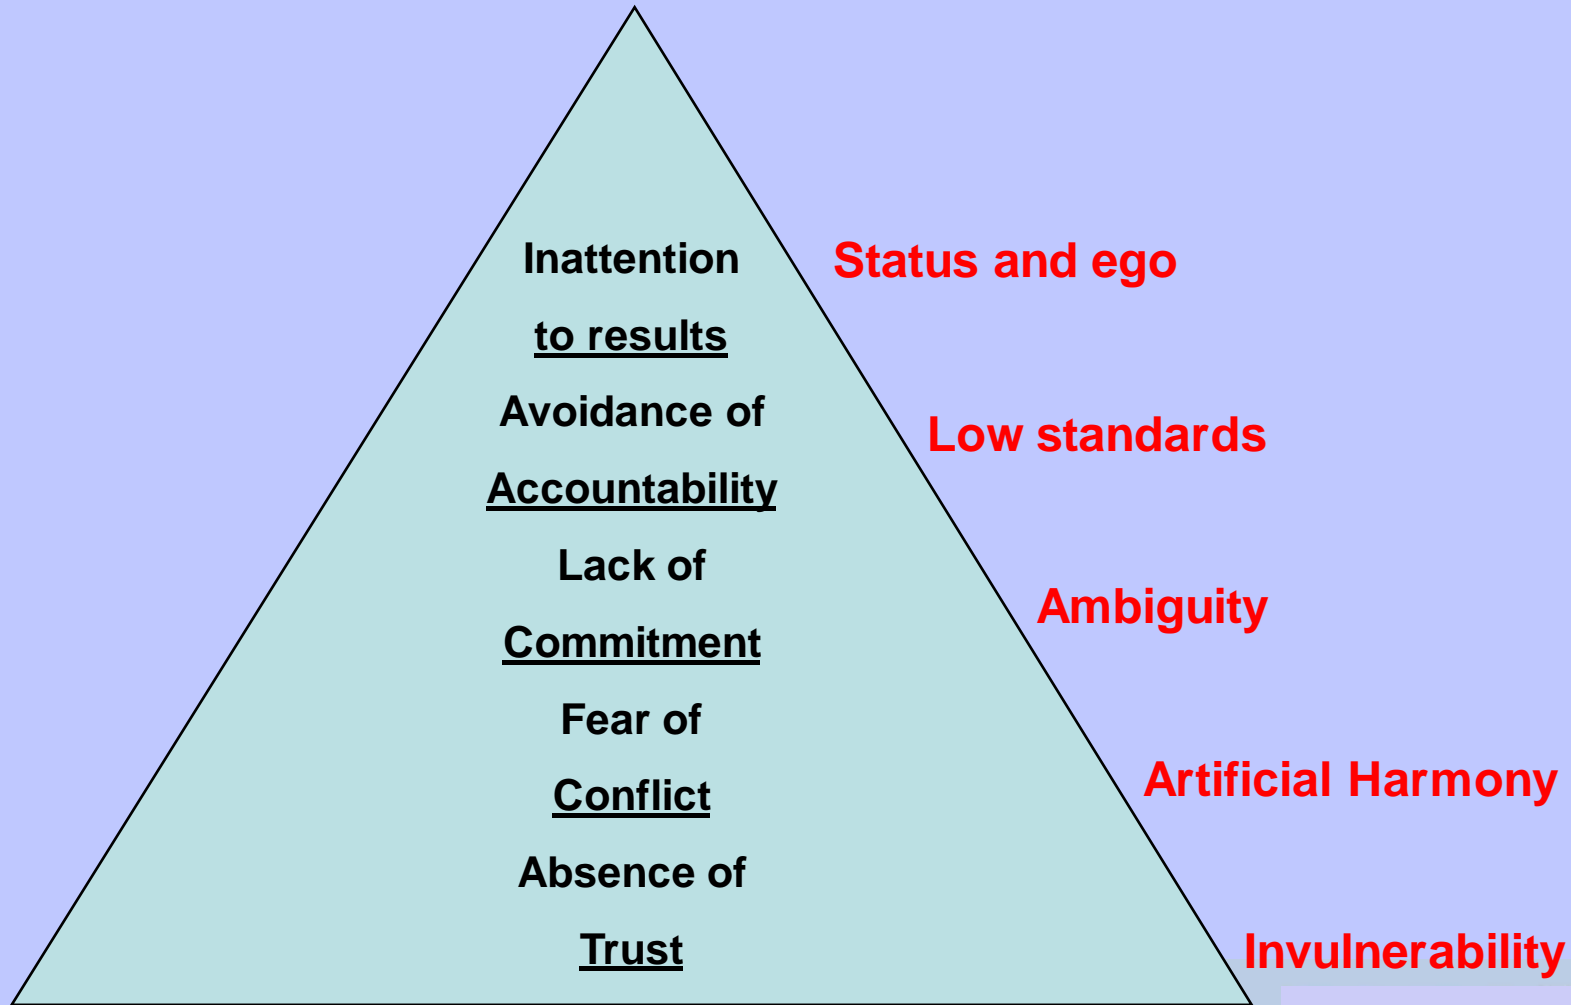 Inattention
Status and ego
to results
Avoidance of
Low standards
Accountability
Lack of
Ambiguity
Commitment
Fear of
Artificial Harmony
Conflict
Absence of
Invulnerability
Trust